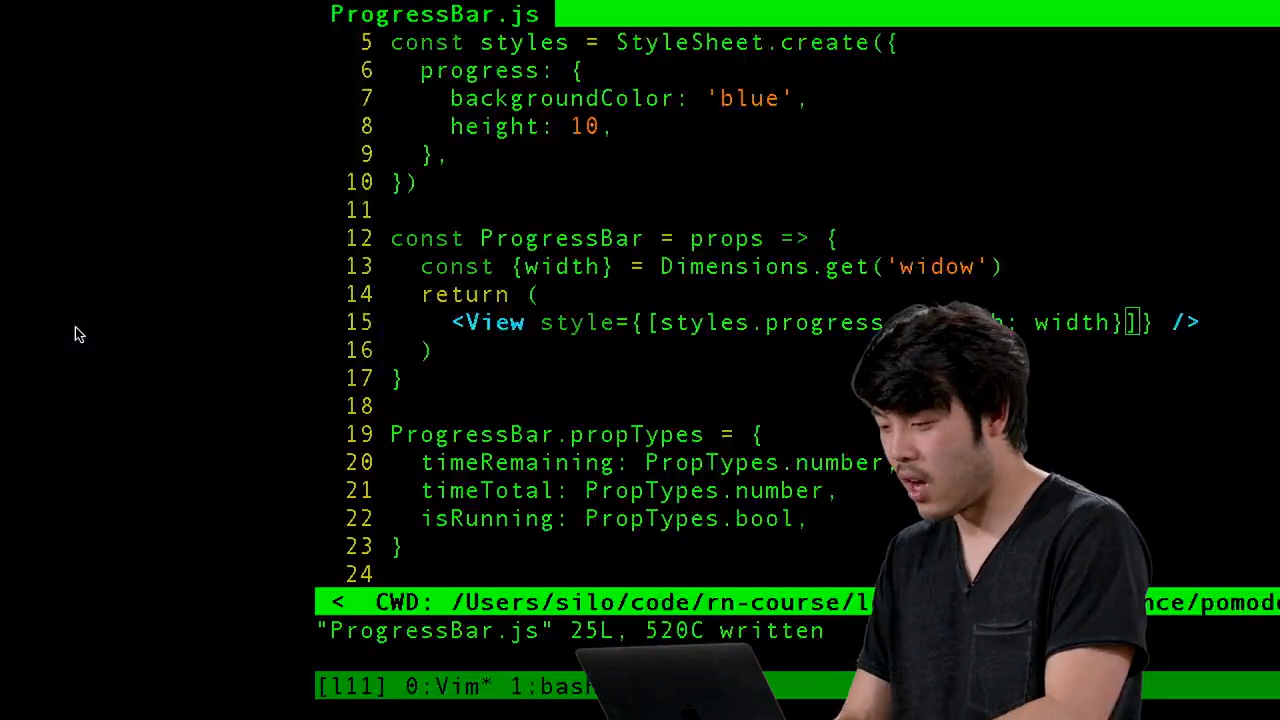 ProgressBar.js
5 const styles = StyleSheet.create({
6 progress: {
7 backgroundColor: 'blue',
8 height: 10,
9 },
10 })
11
12 const ProgressBar = props => {
13 const {width} = Dimensions.get('widow')
14 return (
15 <View style={[styles.progress : width}]} />
16 )
17 }
18
19 ProgressBar.propTypes = {
20 timeRemaining: PropTypes.number,
21 timeTotal: PropTypes.number,
22 isRunning: PropTypes.bool,
23 }
24
< CWD: /Users/silo/code/rn-course/
"ProgressBar.js" 25L, 520C written
[l11] 0:Vim*